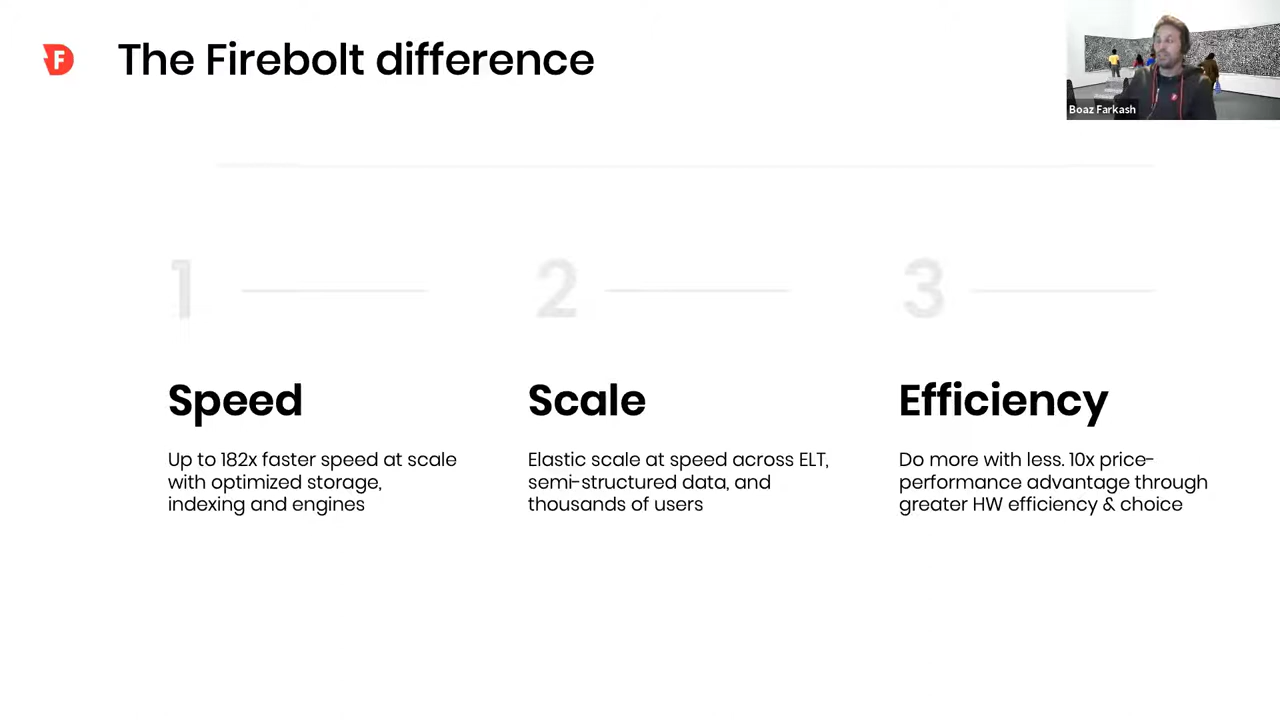 F
The Firebolt difference
Boaz Farkash
1
2
3
Speed
Up to 182x faster speed at scale
with optimized storage,
indexing and engines
Scale
Elastic scale at speed across ELT,
semi-structured data, and
thousands of users
Efficiency
Do more with less. 10x price-
performance advantage through
greater HW efficiency & choice